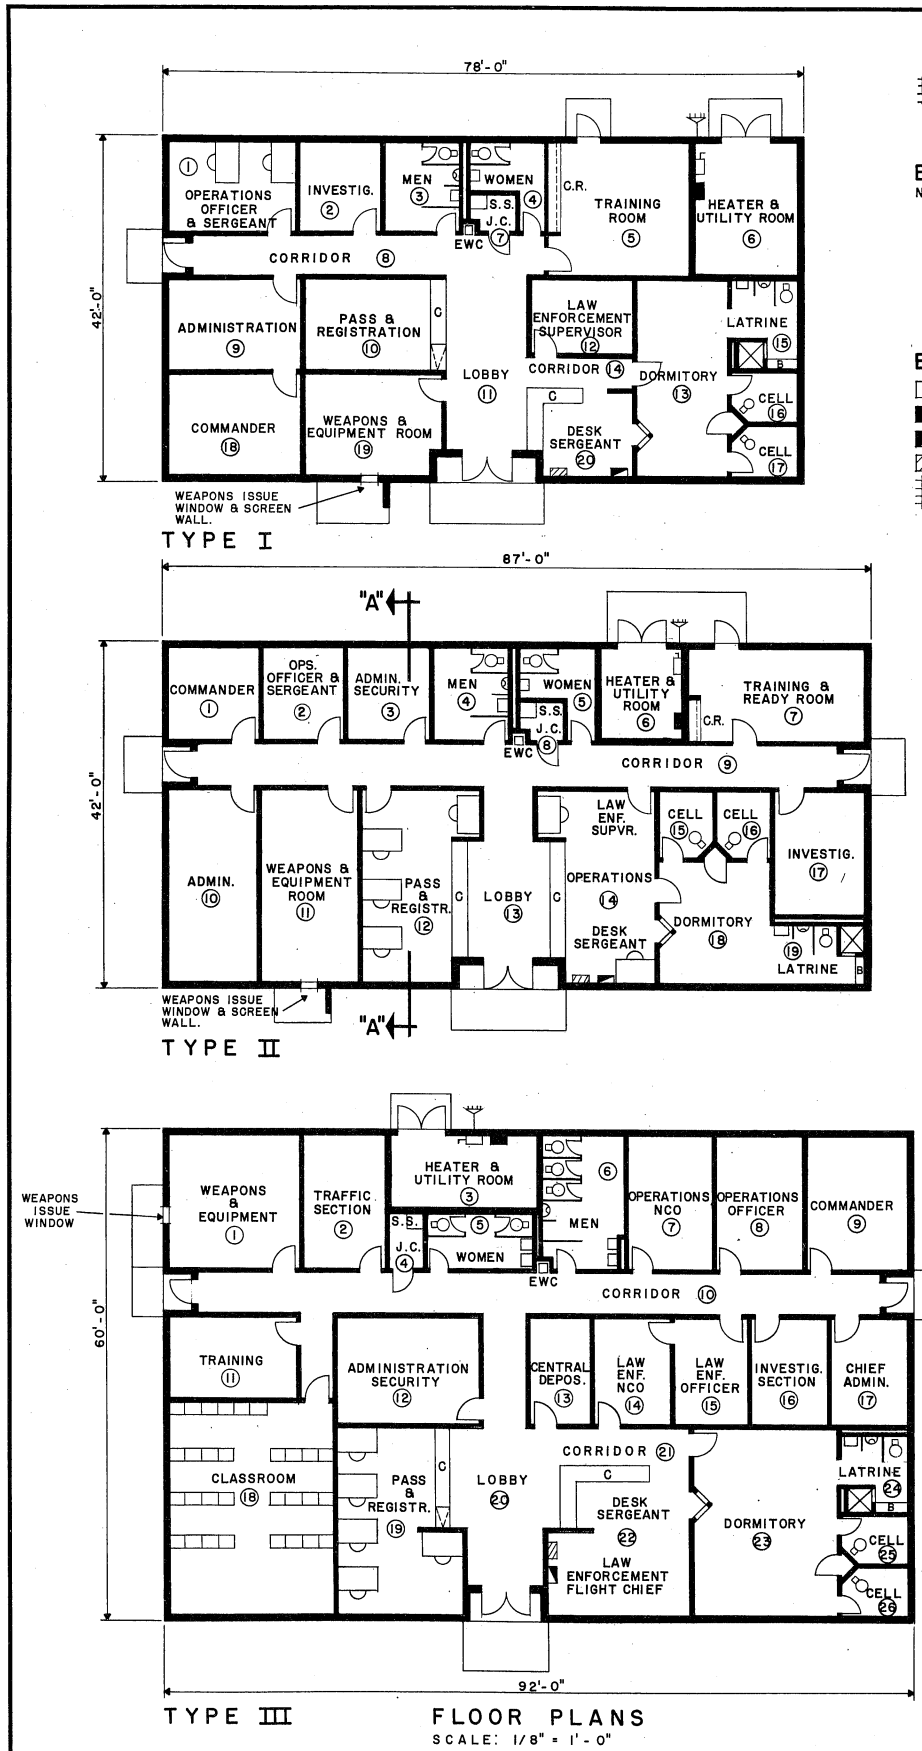 78'-0"
42'-0"
1
OPERATIONS
OFFICER
& SERGEANT
INVESTIG.
2
MEN
3
WOMEN
4
S.S.
J.C.
7
EWC
C.R.
TRAINING
ROOM
5
HEATER &
UTILITY ROOM
6
CORRIDOR 8
ADMINISTRATION
9
PASS &
REGISTRATION
10
C
LAW
ENFORCEMENT
SUPERVISOR
12
LATRINE
15
B
LOBBY
11
CORRIDOR 14
DORMITORY
13
CELL
16
COMMANDER
18
WEAPONS &
EQUIPMENT ROOM
19
C
DESK
SERGEANT
20
CELL
17
WEAPONS ISSUE
WINDOW & SCREEN
WALL.
TYPE I
87'-0"
"A"
42'-0"
COMMANDER
1
OPS.
OFFICER &
SERGEANT
2
ADMIN.
SECURITY
3
MEN
4
WOMEN
5
S.S.
J.C.
8
EWC
HEATER &
UTILITY
ROOM
6
C.R.
TRAINING &
READY ROOM
7
CORRIDOR 9
ADMIN.
10
WEAPONS &
EQUIPMENT
ROOM
11
PASS
&
REGISTR.
12
C
LOBBY
13
C
LAW
ENF.
SUPVR.
OPERATIONS
14
DESK
SERGEANT
CELL
15
CELL
16
INVESTIG.
17
DORMITORY
18
19
LATRINE
B
WEAPONS ISSUE
WINDOW & SCREEN
WALL.
"A"
TYPE II
WEAPONS
ISSUE
WINDOW
60'-0"
WEAPONS
&
EQUIPMENT
1
TRAFFIC
SECTION
2
HEATER &
UTILITY ROOM
3
S.S.
J.C.
4
5
WOMEN
EWC
6
MEN
OPERATIONS
NCO
7
OPERATIONS
OFFICER
8
COMMANDER
9
CORRIDOR 10
TRAINING
11
ADMINISTRATION
SECURITY
12
CENTRAL
DEPOS.
13
LAW
ENF.
NCO
14
LAW
ENF.
OFFICER
15
INVESTIG.
SECTION
16
CHIEF
ADMIN.
17
CLASSROOM
18
PASS
&
REGISTR.
19
C
LOBBY
20
CORRIDOR 21
C
DESK
SERGEANT
22
LAW
ENFORCEMENT
FLIGHT CHIEF
DORMITORY
23
LATRINE
24
B
CELL
25
CELL
26
92'-0"
TYPE III
FLOOR PLANS
SCALE: 1/8" = 1'-0"